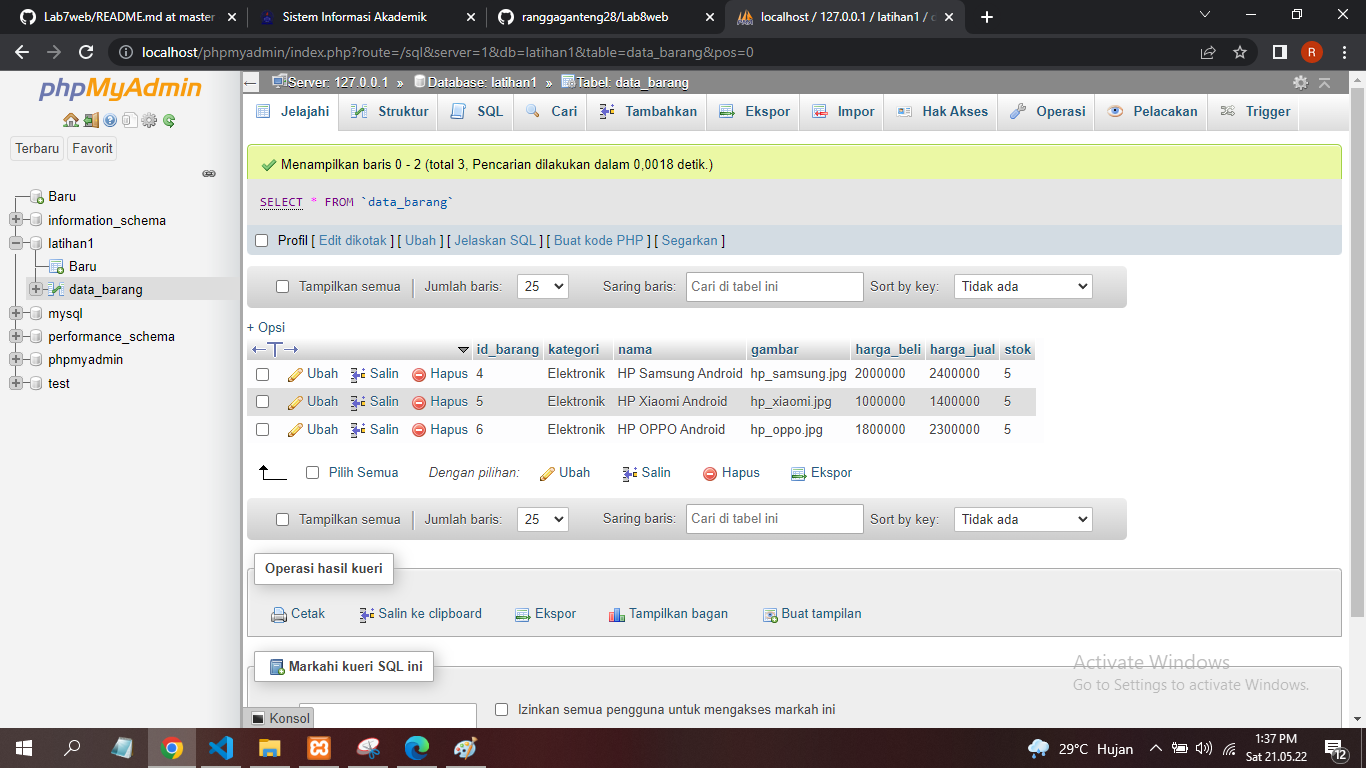 Lab7web/README.md at master
Sistem Informasi Akademik
ranggaganteng28/Lab8web
localhost / 127.0.0.1 / latihan1 / d
localhost/phpmyadmin/index.php?route=/sql&server=1&db=latihan1&table=data_barang&pos=0
R
phpMyAdmin
Terbaru Favorit
Baru
information_schema
latihan1
Baru
data_barang
mysql
performance_schema
phpmyadmin
test
Server: 127.0.0.1 » Database: latihan1 » Tabel: data_barang
Jelajahi Struktur SQL Cari Tambahkan Ekspor Impor Hak Akses Operasi Pelacakan Trigger
Menampilkan baris 0 - 2 (total 3, Pencarian dilakukan dalam 0,0018 detik.)
SELECT * FROM `data_barang`
Profil [ Edit dikotak ] [ Ubah ] [ Jelaskan SQL ] [ Buat kode PHP ] [ Segarkan ]
Tampilkan semua Jumlah baris: 25 Saring baris: Cari di tabel ini Sort by key: Tidak ada
+ Opsi
←T→ id_barang kategori nama gambar harga_beli harga_jual stok
Ubah Salin Hapus 4 Elektronik HP Samsung Android hp_samsung.jpg 2000000 2400000 5
Ubah Salin Hapus 5 Elektronik HP Xiaomi Android hp_xiaomi.jpg 1000000 1400000 5
Ubah Salin Hapus 6 Elektronik HP OPPO Android hp_oppo.jpg 1800000 2300000 5
Pilih Semua Dengan pilihan: Ubah Salin Hapus Ekspor
Tampilkan semua Jumlah baris: 25 Saring baris: Cari di tabel ini Sort by key: Tidak ada
Operasi hasil kueri
Cetak Salin ke clipboard Ekspor Tampilkan bagan Buat tampilan
Markahi kueri SQL ini
Izinkan semua pengguna untuk mengakses markah ini
Konsol
Activate Windows
Go to Settings to activate Windows.
29°C Hujan
1:37 PM
Sat 21.05.22
12